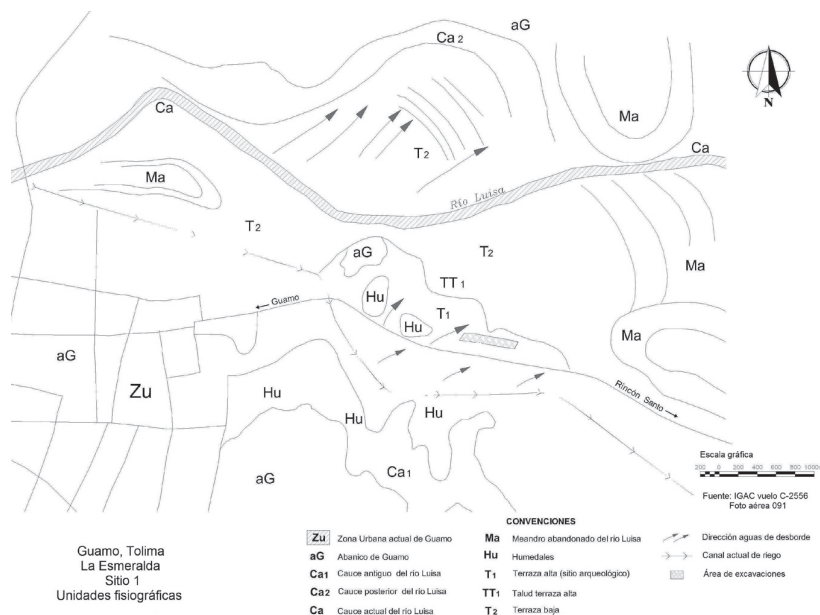 aG
Ca2
N
Ma
Ca
Ca
Río Luisa
T2
Ma
T2
aG
T2
TT1
Ma
Hu
← Guamo
T1
Hu
Ma
aG
Zu
Rincón Santo →
Hu
Hu
Hu
aG
Ca1
Escala gráfica
200 0 200 400 600 800 1000
Fuente: IGAC vuelo C-2556
Foto aérea 091
Guamo, Tolima
La Esmeralda
Sitio 1
Unidades fisiográficas
CONVENCIONES
Zu Zona Urbana actual de Guamo
aG Abanico de Guamo
Ca1 Cauce antiguo del río Luisa
Ca2 Cauce posterior del río Luisa
Ca Cauce actual del río Luisa
Ma Meandro abandonado del río Luisa
Hu Humedales
T1 Terraza alta (sitio arqueológico)
TT1 Talud terraza alta
T2 Terraza baja
Dirección aguas de desborde
Canal actual de riego
Área de excavaciones